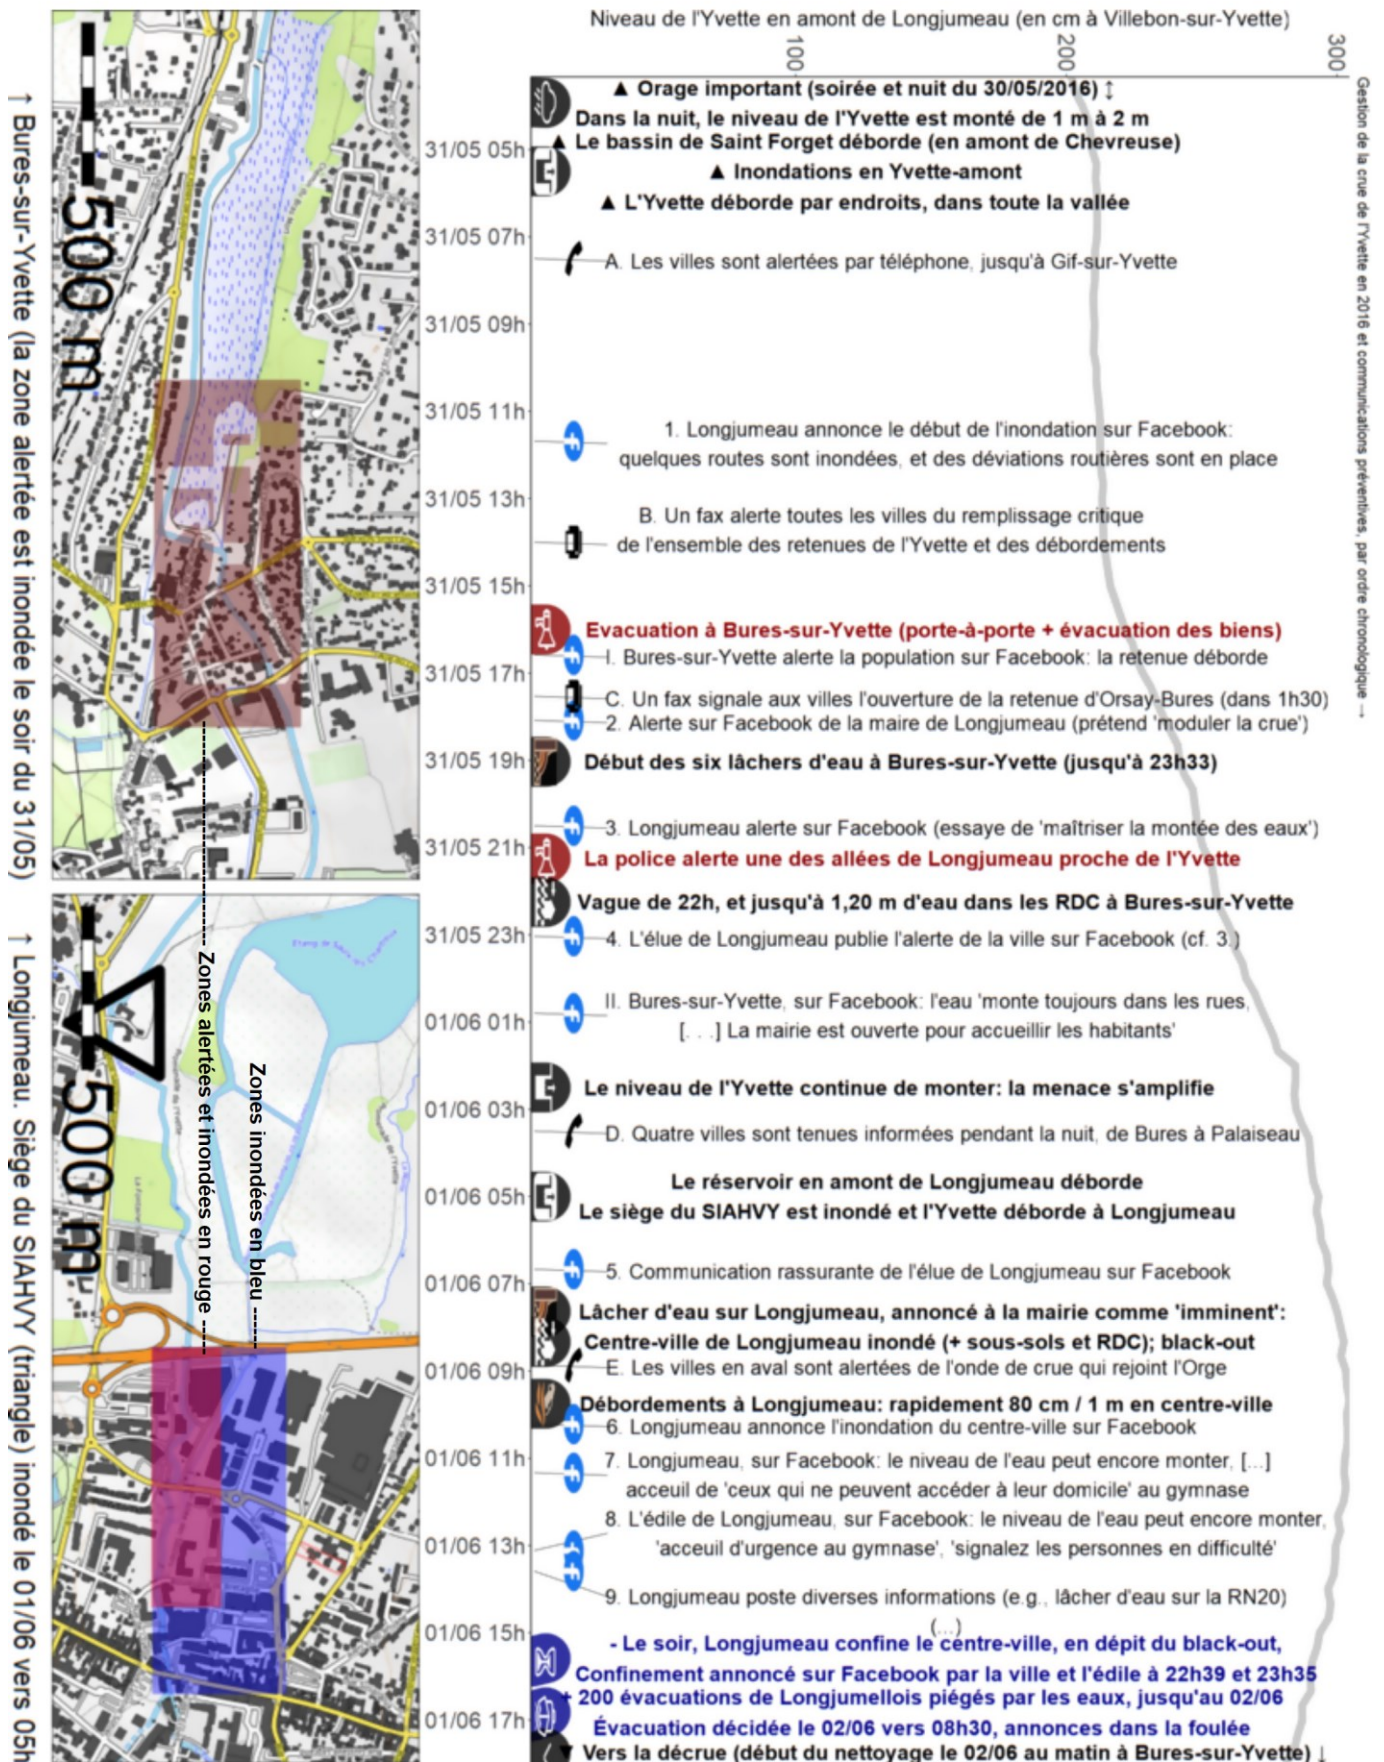 Niveau de l'Yvette en amont de Longjumeau (en cm à Villebon-sur-Yvette)
100
200
300
Gestion de la crue de l'Yvette en 2016 et communications préventives, par ordre chronologique →
▲ Orage important (soirée et nuit du 30/05/2016) ↕
Dans la nuit, le niveau de l'Yvette est monté de 1 m à 2 m
31/05 05h
▲ Le bassin de Saint Forget déborde (en amont de Chevreuse)
▲ Inondations en Yvette-amont
▲ L'Yvette déborde par endroits, dans toute la vallée
31/05 07h
A. Les villes sont alertées par téléphone, jusqu'à Gif-sur-Yvette
31/05 09h
31/05 11h
1. Longjumeau annonce le début de l'inondation sur Facebook:
quelques routes sont inondées, et des déviations routières sont en place
31/05 13h
B. Un fax alerte toutes les villes du remplissage critique
de l'ensemble des retenues de l'Yvette et des débordements
31/05 15h
Evacuation à Bures-sur-Yvette (porte-à-porte + évacuation des biens)
I. Bures-sur-Yvette alerte la population sur Facebook: la retenue déborde
31/05 17h
C. Un fax signale aux villes l'ouverture de la retenue d'Orsay-Bures (dans 1h30)
2. Alerte sur Facebook de la maire de Longjumeau (prétend 'moduler la crue')
31/05 19h
Début des six lâchers d'eau à Bures-sur-Yvette (jusqu'à 23h33)
3. Longjumeau alerte sur Facebook (essaye de 'maîtriser la montée des eaux')
31/05 21h
La police alerte une des allées de Longjumeau proche de l'Yvette
Vague de 22h, et jusqu'à 1,20 m d'eau dans les RDC à Bures-sur-Yvette
31/05 23h
4. L'élue de Longjumeau publie l'alerte de la ville sur Facebook (cf. 3.)
II. Bures-sur-Yvette, sur Facebook: l'eau 'monte toujours dans les rues,
01/06 01h
[. . .] La mairie est ouverte pour accueillir les habitants'
Le niveau de l'Yvette continue de monter: la menace s'amplifie
01/06 03h
D. Quatre villes sont tenues informées pendant la nuit, de Bures à Palaiseau
Le réservoir en amont de Longjumeau déborde
01/06 05h
Le siège du SIAHVY est inondé et l'Yvette déborde à Longjumeau
5. Communication rassurante de l'élue de Longjumeau sur Facebook
01/06 07h
Lâcher d'eau sur Longjumeau, annoncé à la mairie comme 'imminent':
Centre-ville de Longjumeau inondé (+ sous-sols et RDC); black-out
01/06 09h
E. Les villes en aval sont alertées de l'onde de crue qui rejoint l'Orge
Débordements à Longjumeau: rapidement 80 cm / 1 m en centre-ville
6. Longjumeau annonce l'inondation du centre-ville sur Facebook
01/06 11h
7. Longjumeau, sur Facebook: le niveau de l'eau peut encore monter, [...]
acceuil de 'ceux qui ne peuvent accéder à leur domicile' au gymnase
8. L'édile de Longjumeau, sur Facebook: le niveau de l'eau peut encore monter,
01/06 13h
'acceuil d'urgence au gymnase', 'signalez les personnes en difficulté'
9. Longjumeau poste diverses informations (e.g., lâcher d'eau sur la RN20)
(...)
01/06 15h
- Le soir, Longjumeau confine le centre-ville, en dépit du black-out,
Confinement annoncé sur Facebook par la ville et l'édile à 22h39 et 23h35
+ 200 évacuations de Longjumellois piégés par les eaux, jusqu'au 02/06
01/06 17h
Évacuation décidée le 02/06 vers 08h30, annonces dans la foulée
▼ Vers la décrue (début du nettoyage le 02/06 au matin à Bures-sur-Yvette) ↓
500 m
↑ Bures-sur-Yvette (la zone alertée est inondée le soir du 31/05)
Zones alertées et inondées en rouge
Zones inondées en bleu
500 m
↑ Longjumeau. Siège du SIAHVY (triangle) inondé le 01/06 vers 05h